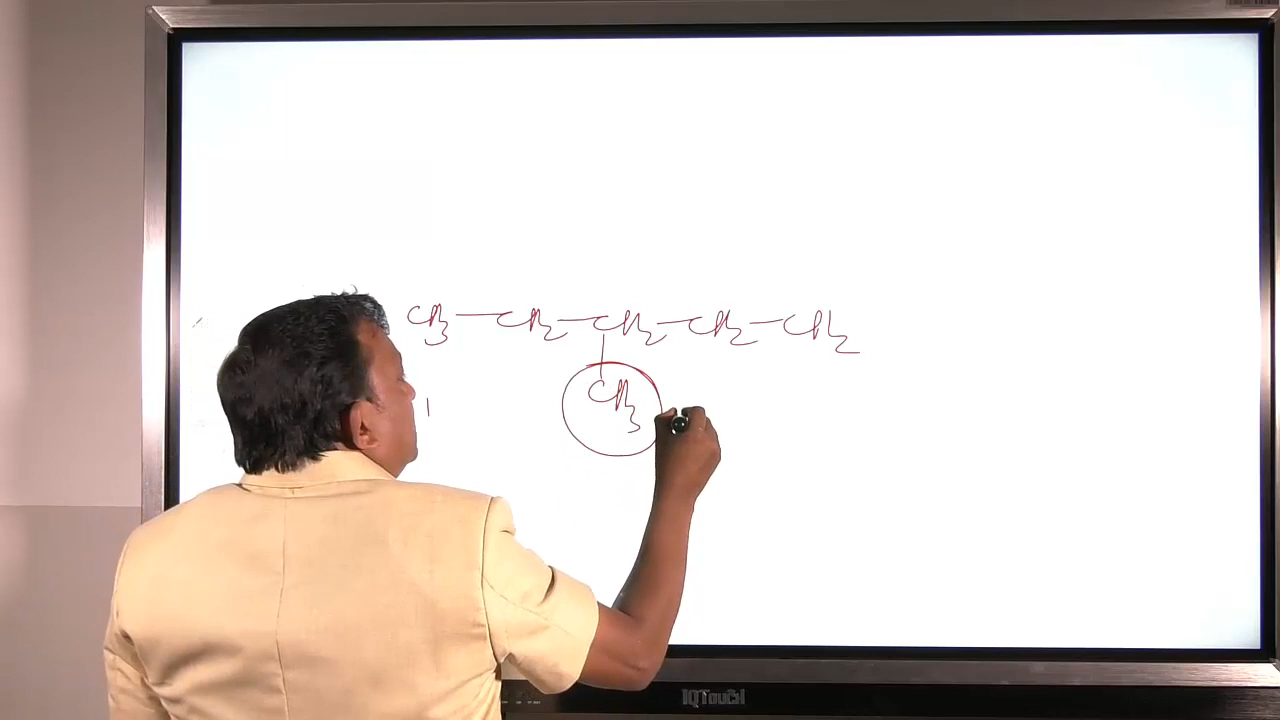 CH3 — CH2 — CH2 — CH2 — CH2
CH3
IQTouch